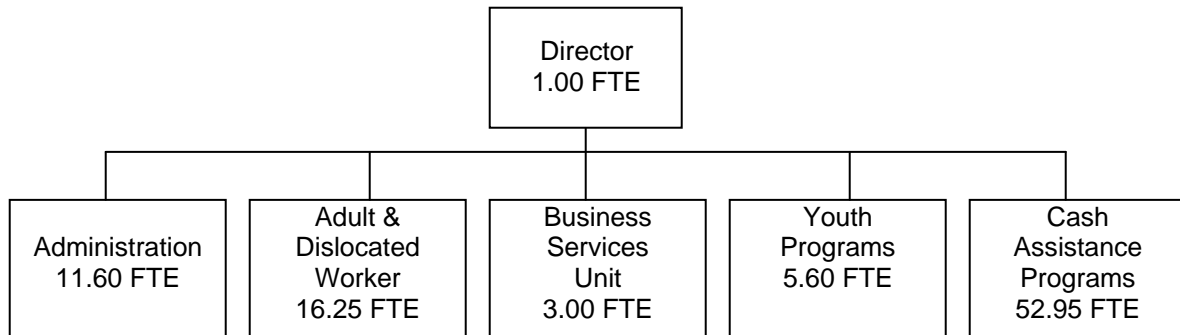 Director
1.00 FTE
Administration
11.60 FTE
Adult &
Dislocated
Worker
16.25 FTE
Business
Services
Unit
3.00 FTE
Youth
Programs
5.60 FTE
Cash
Assistance
Programs
52.95 FTE